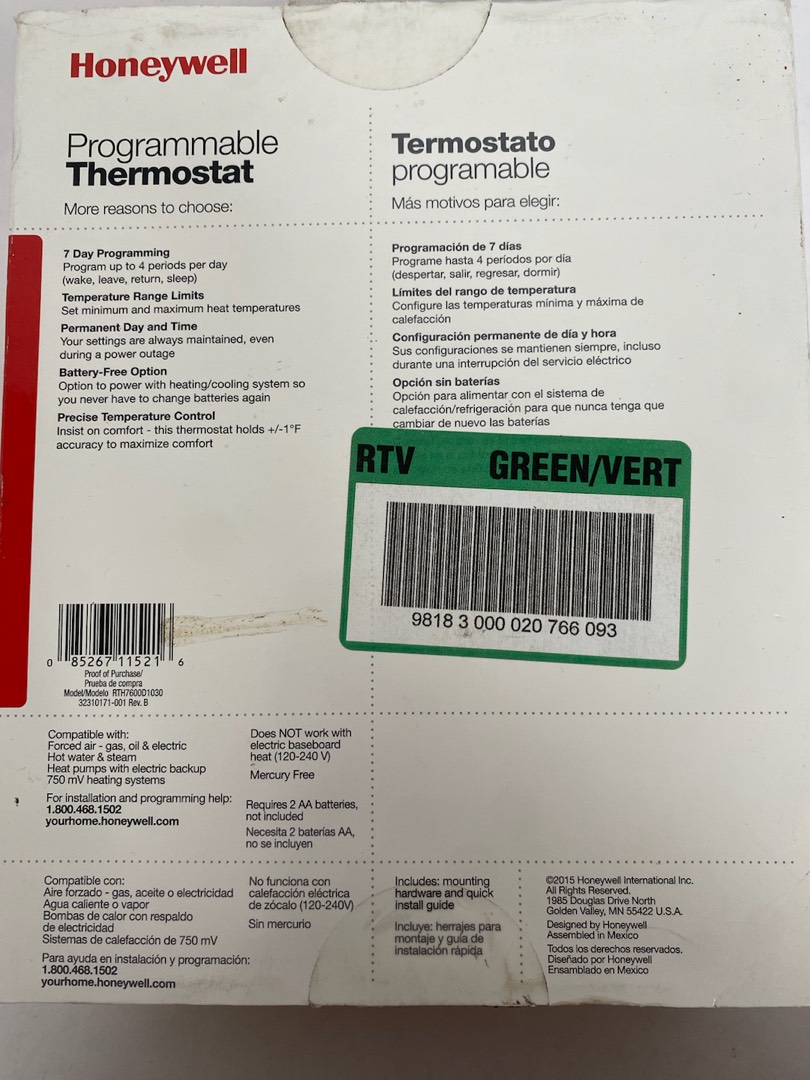 Honeywell
Programmable
Thermostat
More reasons to choose:
7 Day Programming
Program up to 4 periods per day
(wake, leave, return, sleep)
Temperature Range Limits
Set minimum and maximum heat temperatures
Permanent Day and Time
Your settings are always maintained, even
during a power outage
Battery-Free Option
Option to power with heating/cooling system so
you never have to change batteries again
Precise Temperature Control
Insist on comfort - this thermostat holds +/-1°F
accuracy to maximize comfort
Termostato
programable
Más motivos para elegir:
Programación de 7 días
Programe hasta 4 períodos por día
(despertar, salir, regresar, dormir)
Límites del rango de temperatura
Configure las temperaturas mínima y máxima de
calefacción
Configuración permanente de día y hora
Sus configuraciones se mantienen siempre, incluso
durante una interrupción del servicio eléctrico
Opción sin baterías
Opción para alimentar con el sistema de
calefacción/refrigeración para que nunca tenga que
cambiar de nuevo las baterías
RTV GREEN/VERT
9818 3 000 020 766 093
0 85267 11521 6
Proof of Purchase/
Prueba de compra
Model/Modelo RTH7600D1030
32310171-001 Rev. B
Compatible with:
Forced air - gas, oil & electric
Hot water & steam
Heat pumps with electric backup
750 mV heating systems
For installation and programming help:
1.800.468.1502
yourhome.honeywell.com
Does NOT work with
electric baseboard
heat (120-240 V)
Mercury Free
Requires 2 AA batteries,
not included
Necesita 2 baterías AA,
no se incluyen
Compatible con:
Aire forzado - gas, aceite o electricidad
Agua caliente o vapor
Bombas de calor con respaldo
de electricidad
Sistemas de calefacción de 750 mV
Para ayuda en instalación y programación:
1.800.468.1502
yourhome.honeywell.com
No funciona con
calefacción eléctrica
de zócalo (120-240V)
Sin mercurio
Includes: mounting
hardware and quick
install guide
Incluye: herrajes para
montaje y guía de
instalación rápida
©2015 Honeywell International Inc.
All Rights Reserved.
1985 Douglas Drive North
Golden Valley, MN 55422 U.S.A.
Designed by Honeywell
Assembled in Mexico
Todos los derechos reservados.
Diseñado por Honeywell
Ensamblado en Mexico